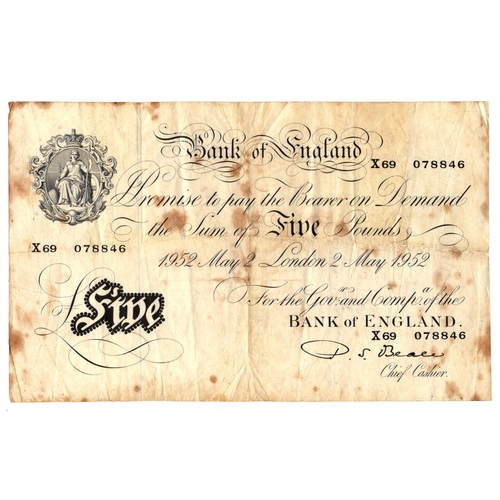 Bank of England
X69 078846
I Promise to pay the Bearer on Demand
the Sum of Five Pounds
X69 078846
1952 May 2 London 2 May 1952
For the Govr. and Compa. of the
BANK of ENGLAND.
£Five
X69 078846
P. S. Beale
Chief Cashier.